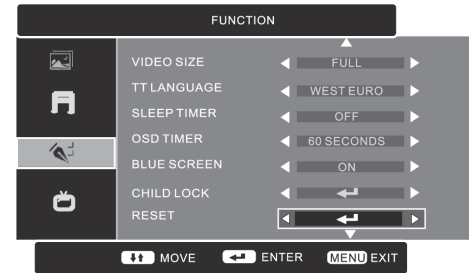 FUNCTION
VIDEO SIZE FULL
TT LANGUAGE WEST EURO
SLEEP TIMER OFF
OSD TIMER 60 SECONDS
BLUE SCREEN ON
CHILD LOCK
RESET
MOVE ENTER MENU EXIT